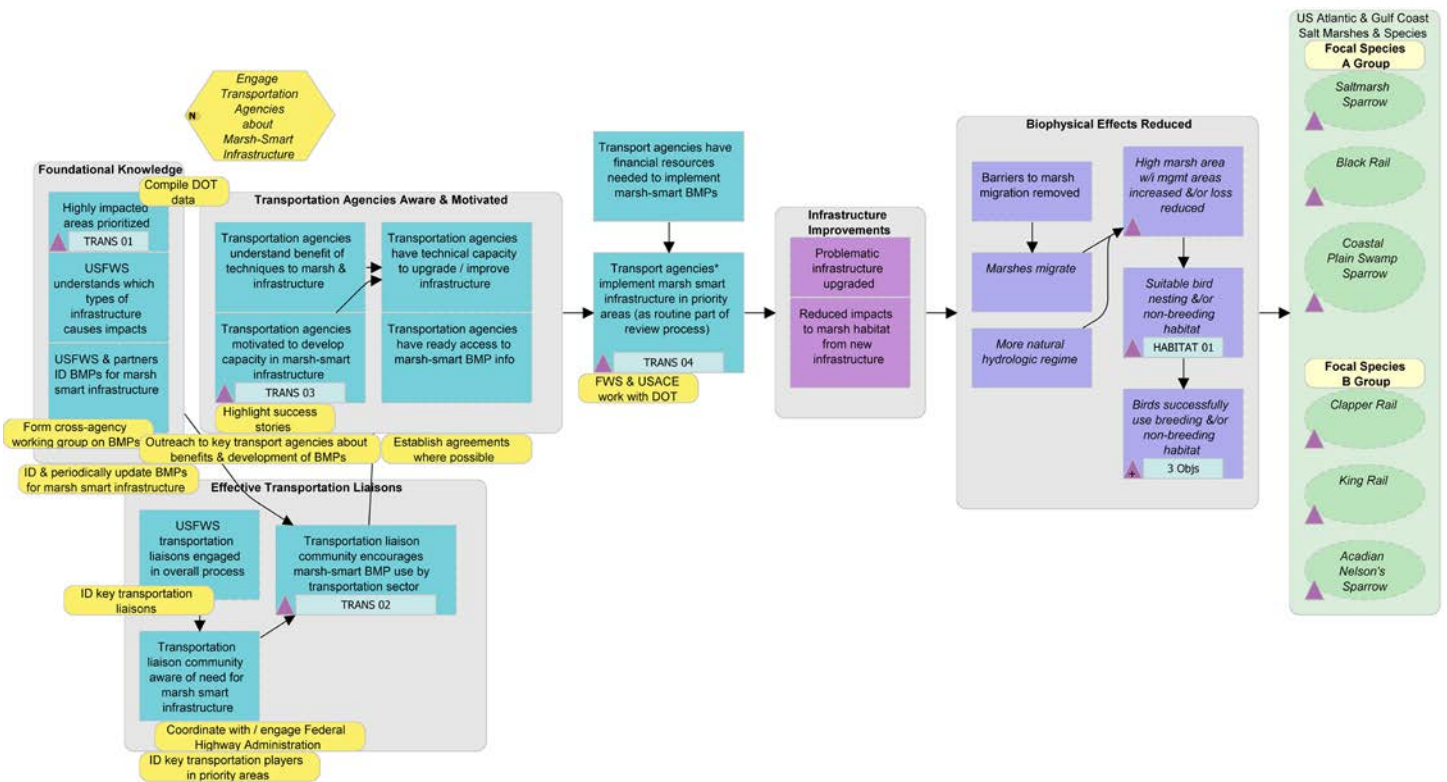 Engage
Transportation
Agencies
about
Marsh-Smart
Infrastructure
N
Foundational Knowledge
Compile DOT
data
Highly impacted
areas prioritized
TRANS 01
USFWS
understands which
types of
infrastructure
causes impacts
USFWS & partners
ID BMPs for marsh
smart infrastructure
Form cross-agency
working group on BMPs
ID & periodically update BMPs
for marsh smart infrastructure
Transportation Agencies Aware & Motivated
Transportation agencies
understand benefit of
techniques to marsh &
infrastructure
Transportation agencies
have technical capacity
to upgrade / improve
infrastructure
Transportation agencies
motivated to develop
capacity in marsh-smart
infrastructure
TRANS 03
Transportation agencies
have ready access to
marsh-smart BMP info
Highlight success
stories
Outreach to key transport agencies about
benefits & development of BMPs
Establish agreements
where possible
Effective Transportation Liaisons
USFWS
transportation
liaisons engaged
in overall process
ID key transportation
liaisons
Transportation liaison
community encourages
marsh-smart BMP use by
transportation sector
TRANS 02
Transportation
liaison community
aware of need for
marsh smart
infrastructure
Coordinate with / engage Federal
Highway Administration
ID key transportation players
in priority areas
Transport agencies have
financial resources
needed to implement
marsh-smart BMPs
Transport agencies*
implement marsh smart
infrastructure in priority
areas (as routine part of
review process)
TRANS 04
FWS & USACE
work with DOT
Infrastructure
Improvements
Problematic
infrastructure
upgraded
Reduced impacts
to marsh habitat
from new
infrastructure
Biophysical Effects Reduced
Barriers to marsh
migration removed
Marshes migrate
More natural
hydrologic regime
High marsh area
w/i mgmt areas
increased &/or loss
reduced
Suitable bird
nesting &/or
non-breeding
habitat
HABITAT 01
Birds successfully
use breeding &/or
non-breeding
habitat
+
3 Objs
US Atlantic & Gulf Coast
Salt Marshes & Species
Focal Species
A Group
Saltmarsh
Sparrow
Black Rail
Coastal
Plain Swamp
Sparrow
Focal Species
B Group
Clapper Rail
King Rail
Acadian
Nelson's
Sparrow